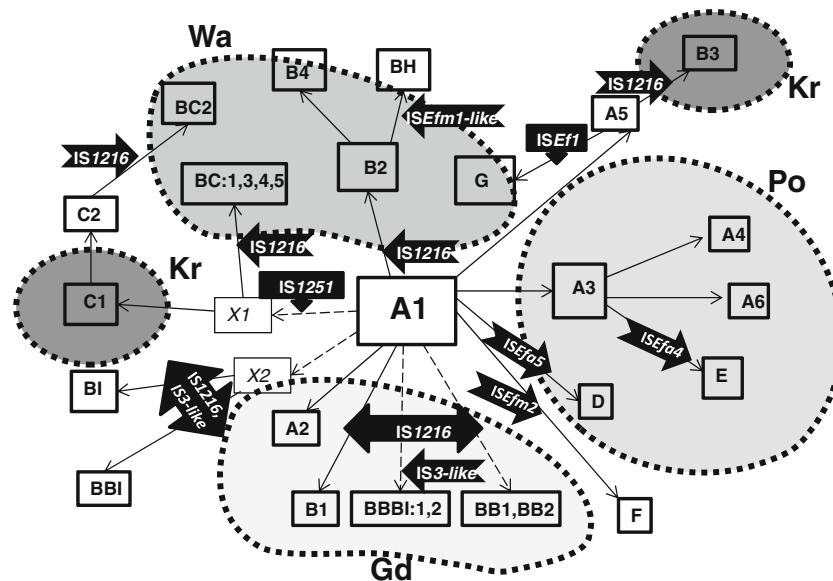 Wa
B4
BH
B3
IS1216
Kr
BC2
ISEfm1-like
A5
ISEf1
IS1216
B2
G
Po
BC:1,3,4,5
C2
A4
IS1216
IS1216
Kr
IS1251
C1
X1
A1
A3
A6
ISEfa5
ISEfa4
BI
IS1216,
IS3-like
X2
E
ISEfm2
D
A2
IS1216
BBI
IS3-like
B1
BBBI:1,2
BB1,BB2
F
Gd